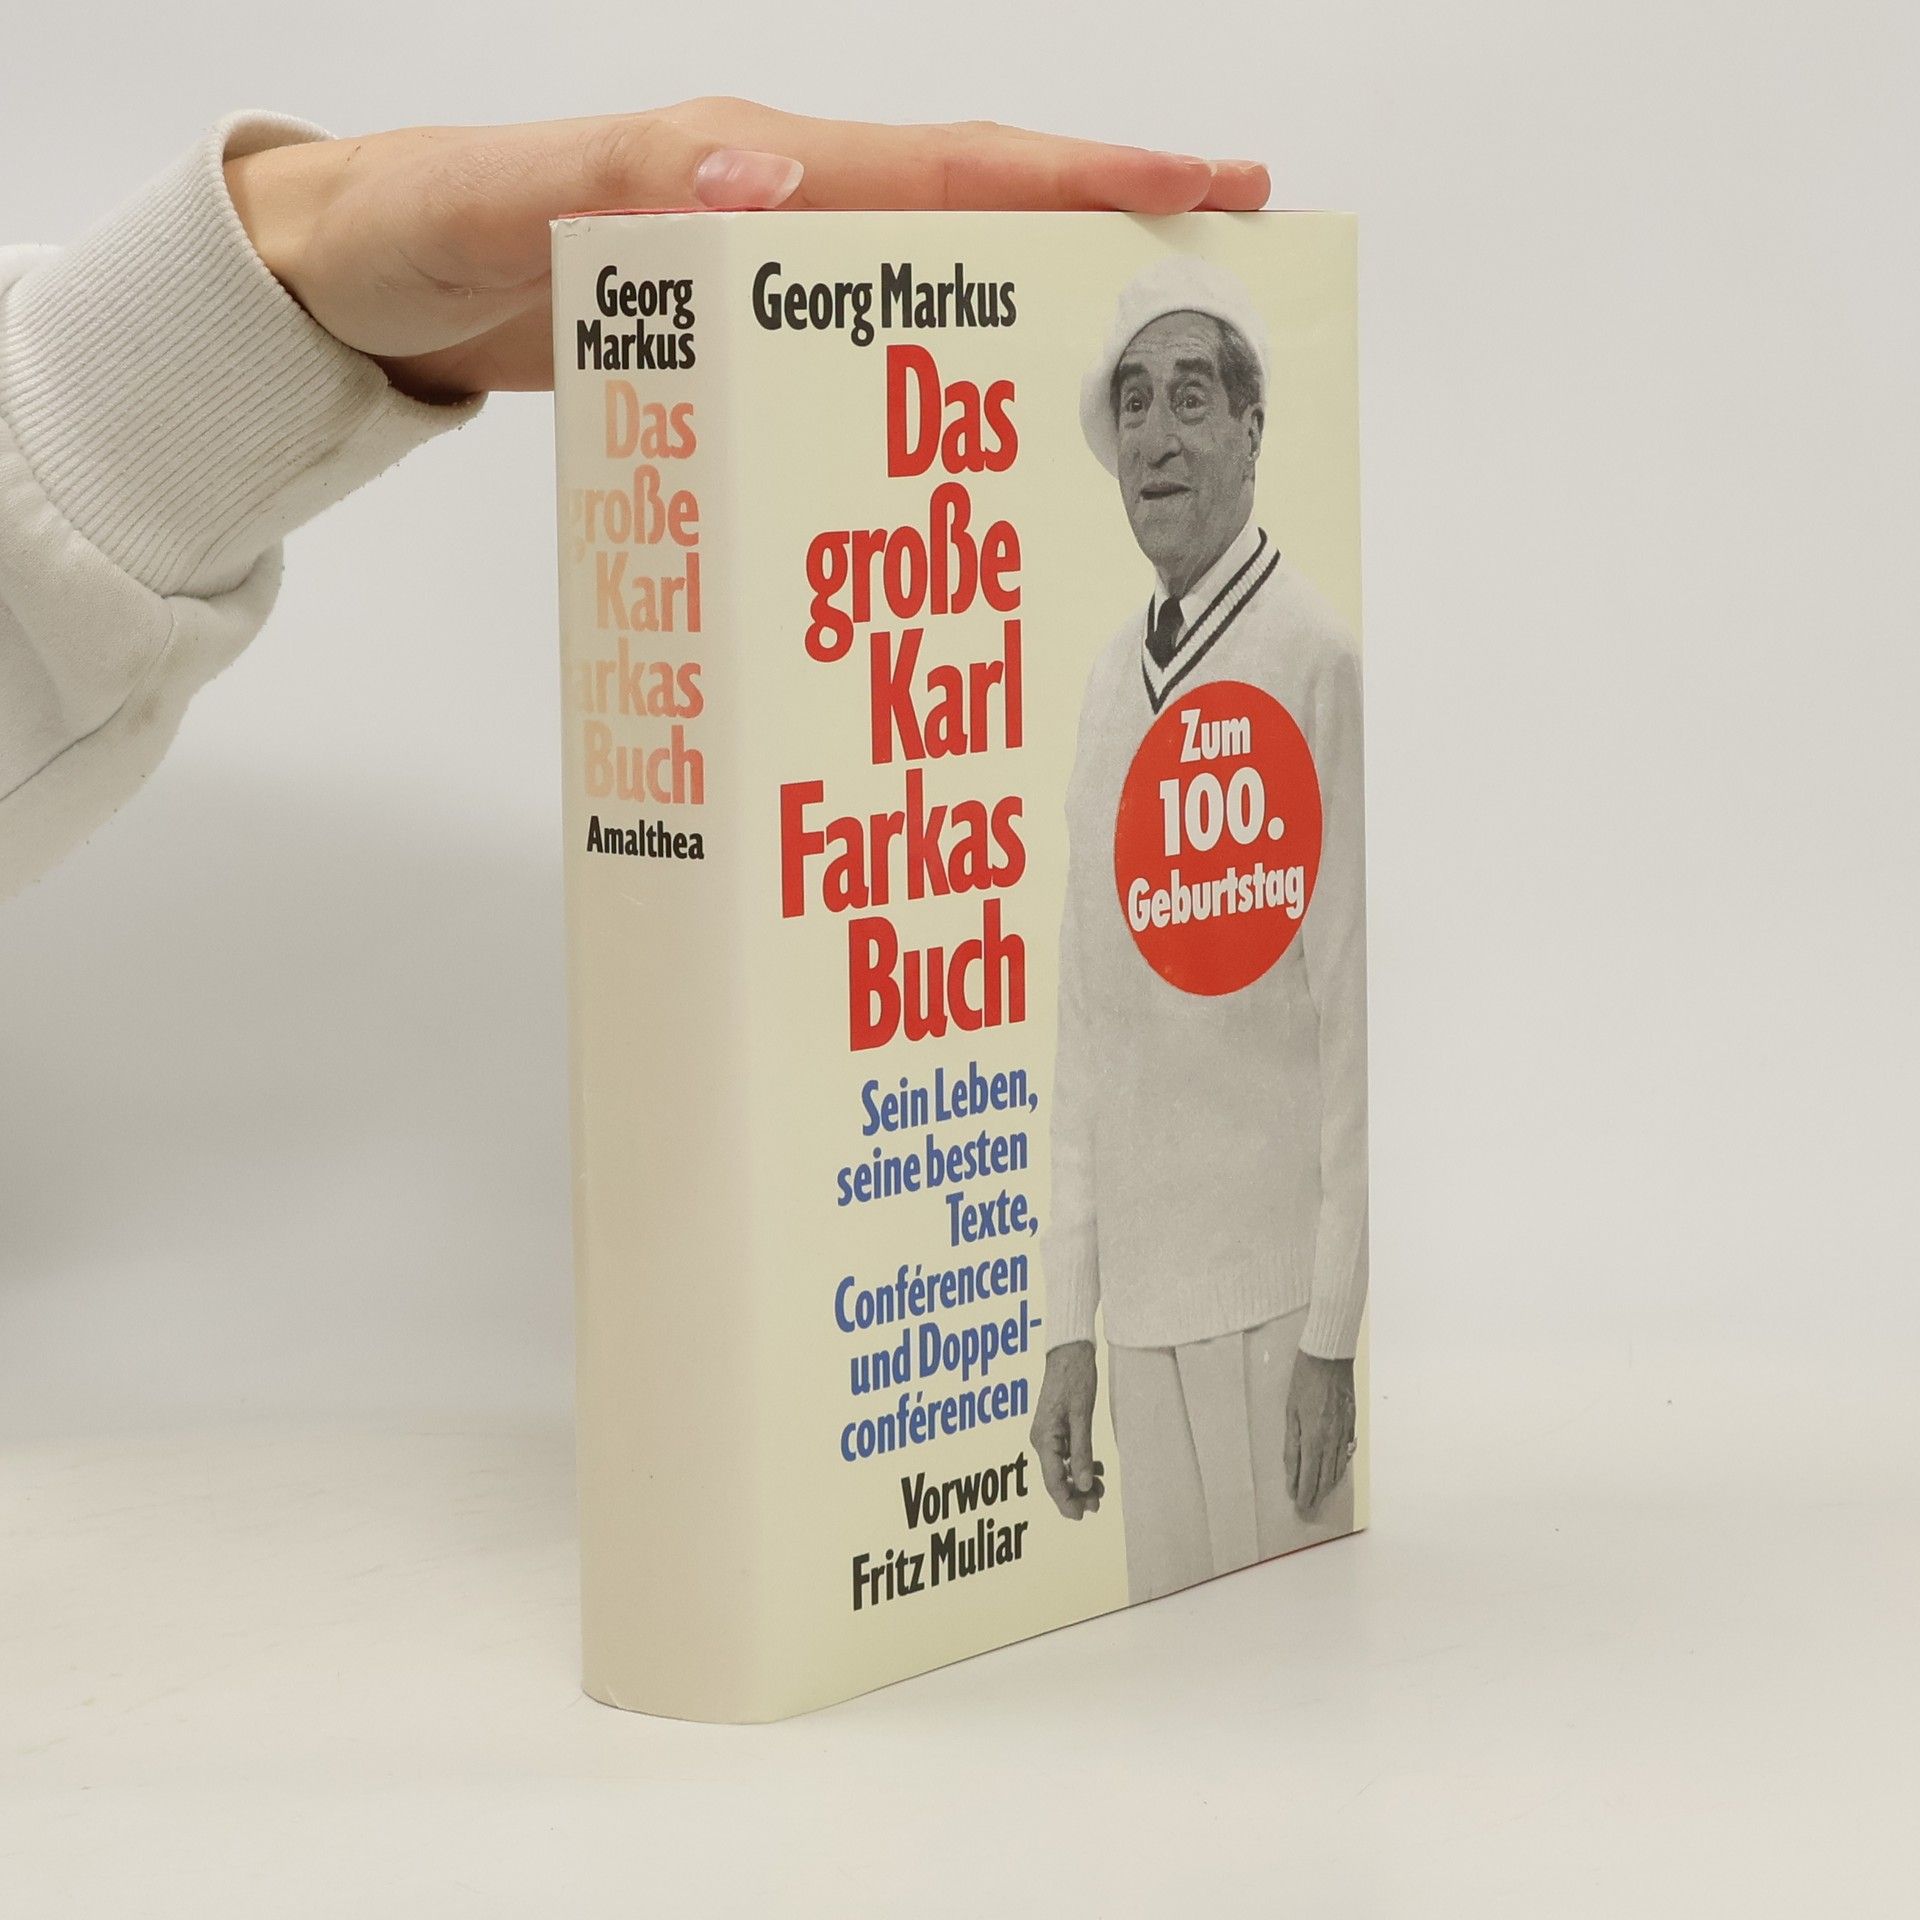 Georg
Markus
Das
große
Karl
Farkas
Buch
Amalthea
Georg Markus
Das
große
Karl
Farkas
Buch
Sein Leben,
seine besten
Texte,
Conférencen
und Doppel-
conférencen
Vorwort
Fritz Muliar
Zum
100.
Geburtstag